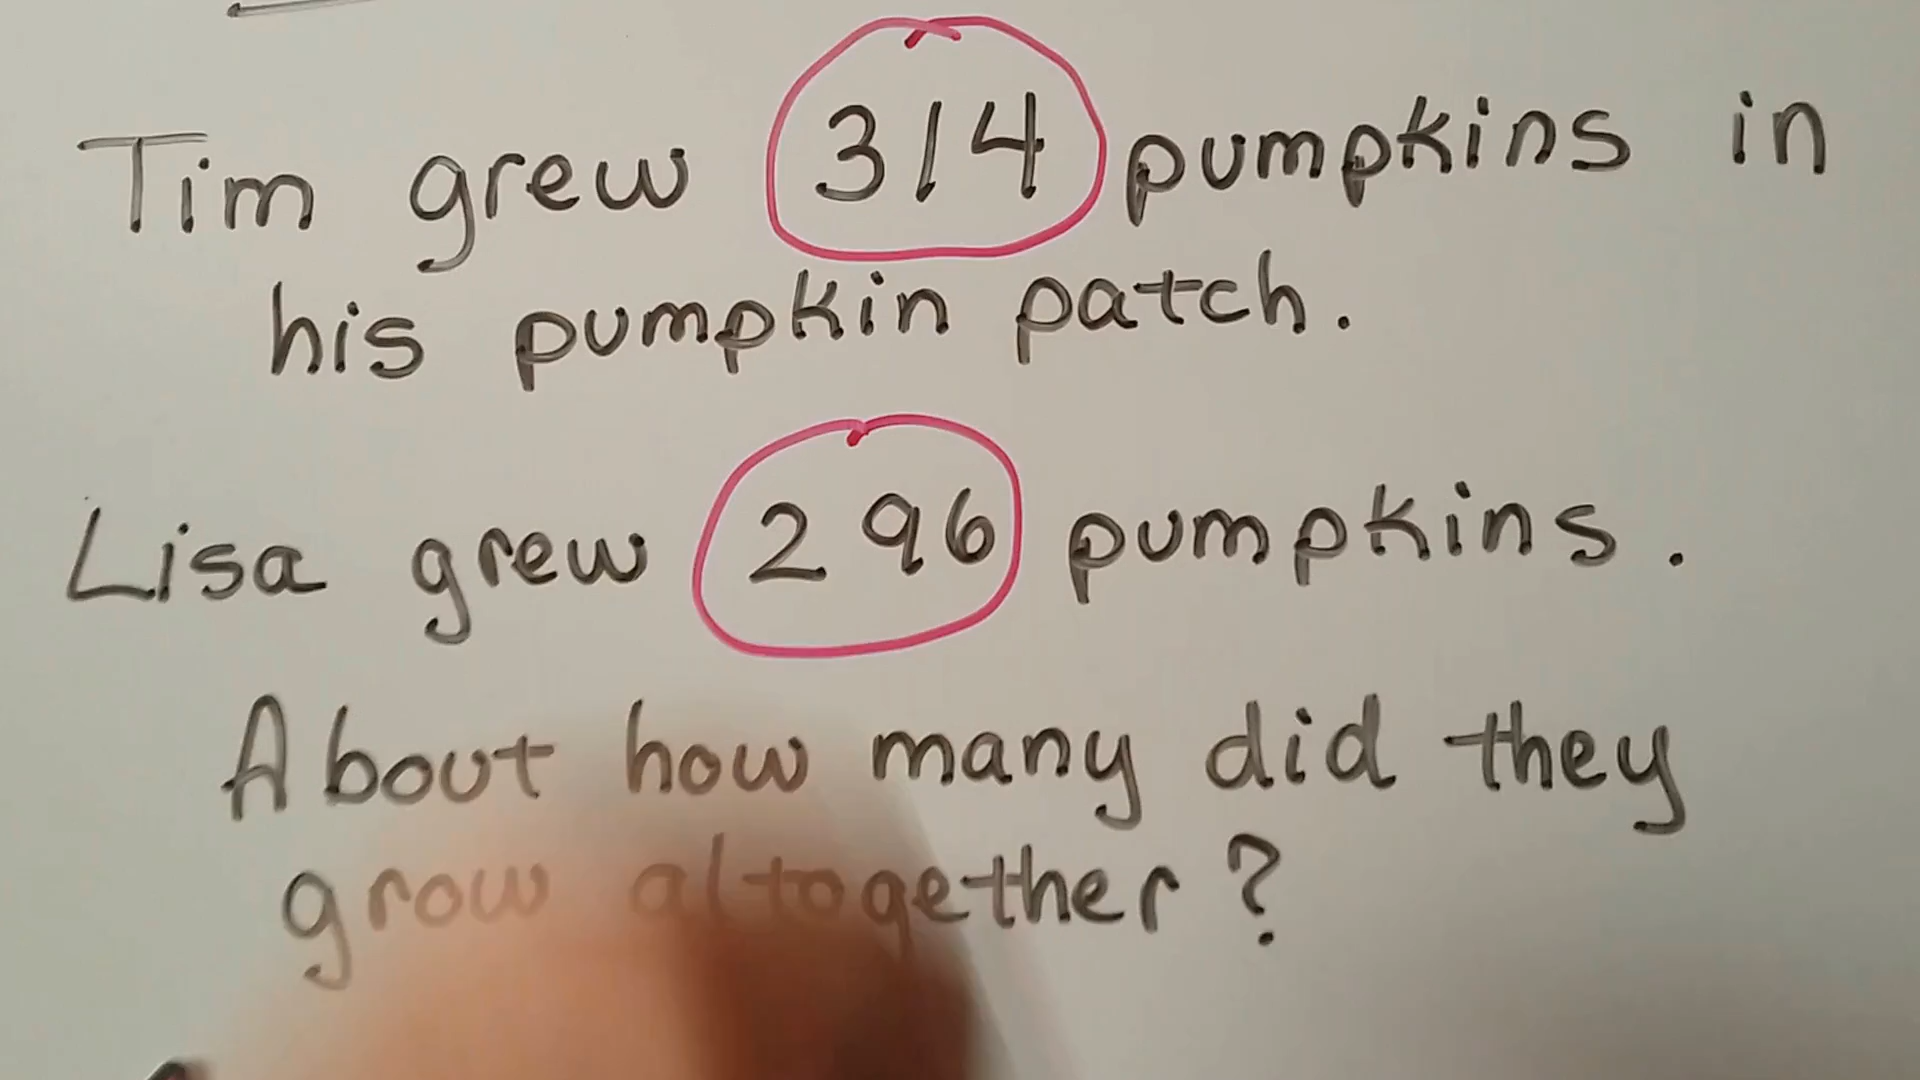 Tim grew 314 pumpkins in
his pumpkin patch.
Lisa grew 296 pumpkins.
About how many did they
grow altogether?